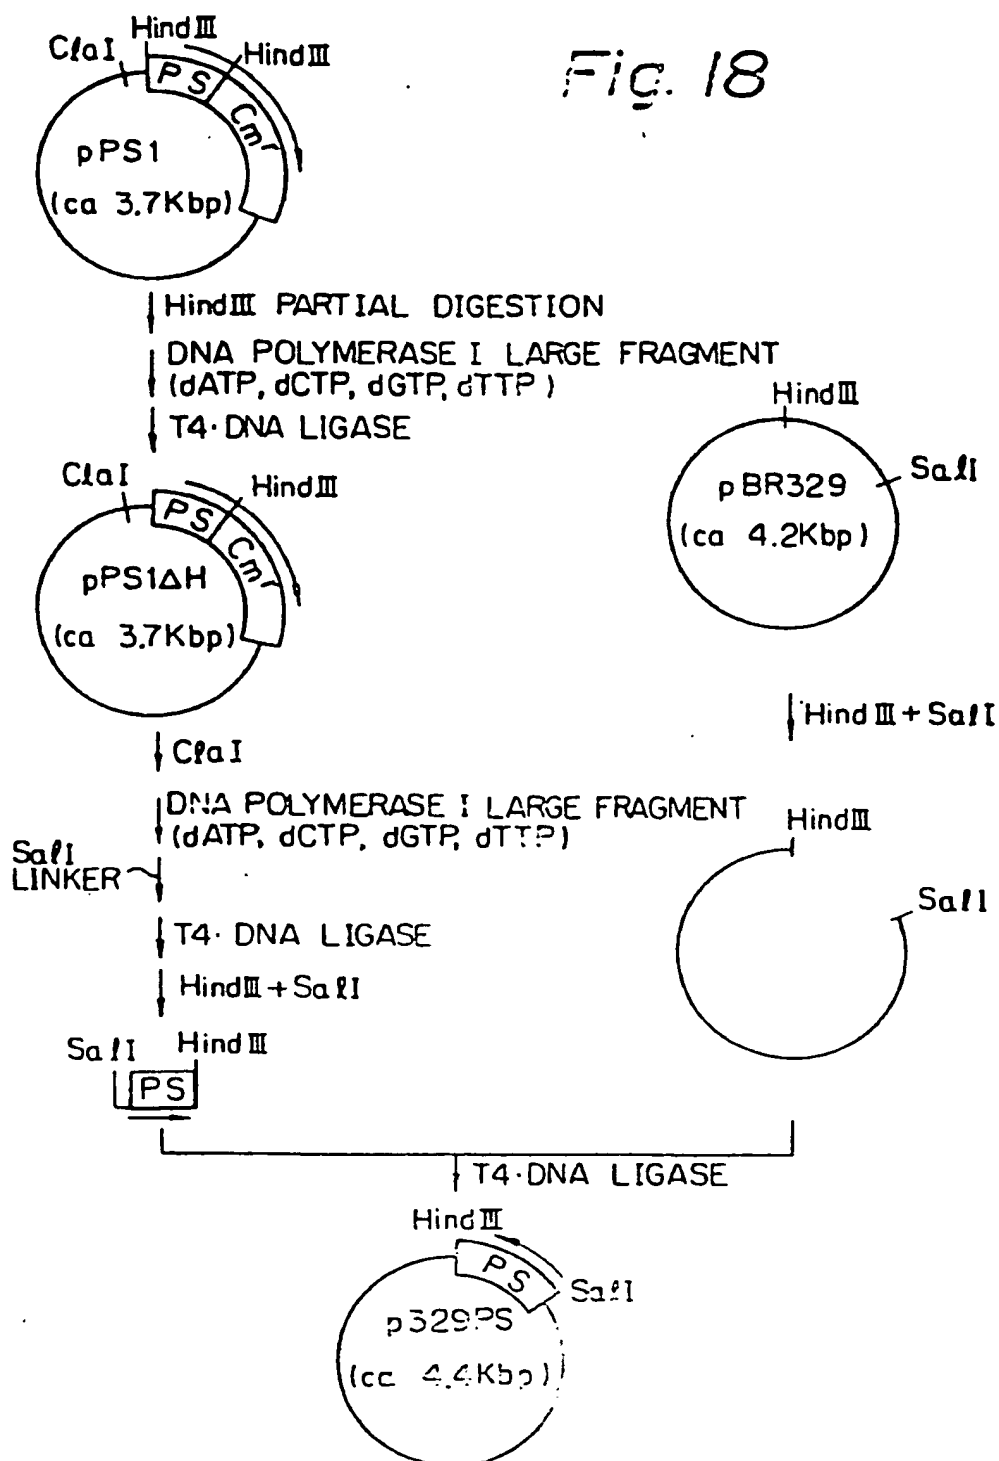 Fig. 18
HindIII
ClaI
HindIII
PS
Cmʳ
pPS1
(ca 3.7Kbp)
HindIII PARTIAL DIGESTION
DNA POLYMERASE I LARGE FRAGMENT
(dATP, dCTP, dGTP, dTTP)
T4·DNA LIGASE
ClaI
HindIII
PS
Cmʳ
pPS1ΔH
(ca 3.7Kbp)
HindIII
SalI
pBR329
(ca 4.2Kbp)
HindIII+SalI
HindIII
SalI
ClaI
DNA POLYMERASE I LARGE FRAGMENT
(dATP, dCTP, dGTP, dTTP)
SalI
LINKER
T4·DNA LIGASE
HindIII+SalI
SalI
HindIII
PS
T4·DNA LIGASE
HindIII
PS
SalI
p329PS
(ca 4.4Kbp)